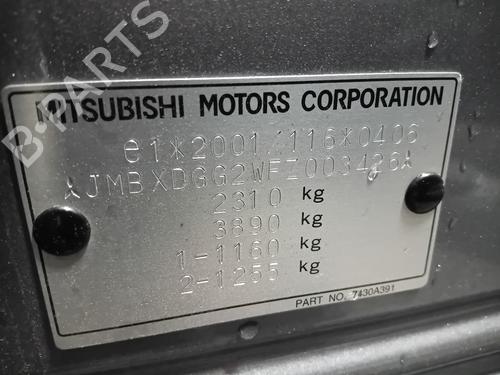 B-PARTS
MITSUBISHI MOTORS CORPORATION
e1*2001/116*0406
JMBXDGG2WFZ003426
2310 kg
3890 kg
1-1160 kg
2-1255 kg
PART NO. 7430A391